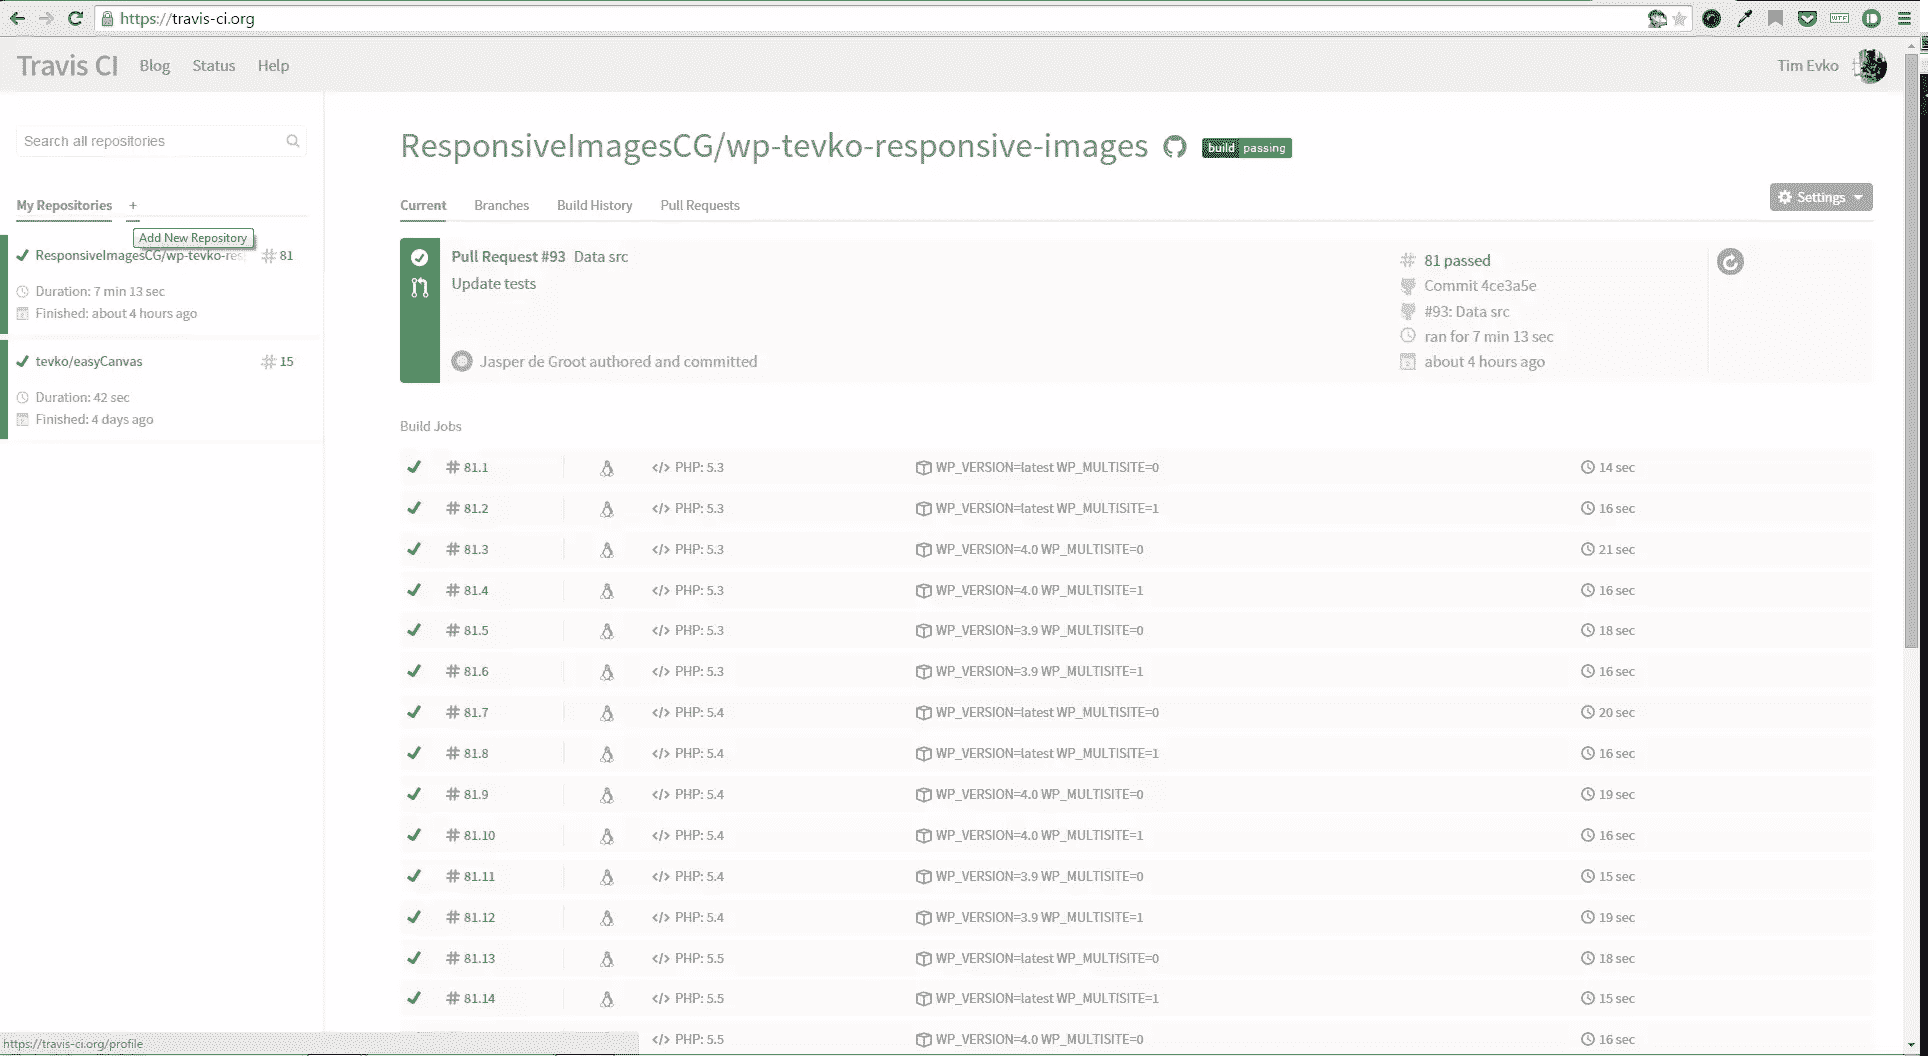 https://travis-ci.org
Travis CI Blog Status Help
Tim Evko
Search all repositories
My Repositories +
Add New Repository
ResponsiveImagesCG/wp-tevko-res # 81
Duration: 7 min 13 sec
Finished: about 4 hours ago
tevko/easyCanvas # 15
Duration: 42 sec
Finished: 4 days ago
ResponsiveImagesCG/wp-tevko-responsive-images build passing
Current Branches Build History Pull Requests
Settings
Pull Request #93 Data src
Update tests
Jasper de Groot authored and committed
# 81 passed
Commit 4ce3a5e
#93: Data src
ran for 7 min 13 sec
about 4 hours ago
Build Jobs
# 81.1 </> PHP: 5.3 WP_VERSION=latest WP_MULTISITE=0 14 sec
# 81.2 </> PHP: 5.3 WP_VERSION=latest WP_MULTISITE=1 16 sec
# 81.3 </> PHP: 5.3 WP_VERSION=4.0 WP_MULTISITE=0 21 sec
# 81.4 </> PHP: 5.3 WP_VERSION=4.0 WP_MULTISITE=1 16 sec
# 81.5 </> PHP: 5.3 WP_VERSION=3.9 WP_MULTISITE=0 18 sec
# 81.6 </> PHP: 5.3 WP_VERSION=3.9 WP_MULTISITE=1 16 sec
# 81.7 </> PHP: 5.4 WP_VERSION=latest WP_MULTISITE=0 20 sec
# 81.8 </> PHP: 5.4 WP_VERSION=latest WP_MULTISITE=1 16 sec
# 81.9 </> PHP: 5.4 WP_VERSION=4.0 WP_MULTISITE=0 19 sec
# 81.10 </> PHP: 5.4 WP_VERSION=4.0 WP_MULTISITE=1 16 sec
# 81.11 </> PHP: 5.4 WP_VERSION=3.9 WP_MULTISITE=0 15 sec
# 81.12 </> PHP: 5.4 WP_VERSION=3.9 WP_MULTISITE=1 19 sec
# 81.13 </> PHP: 5.5 WP_VERSION=latest WP_MULTISITE=0 18 sec
# 81.14 </> PHP: 5.5 WP_VERSION=latest WP_MULTISITE=1 15 sec
</> PHP: 5.5 WP_VERSION=4.0 WP_MULTISITE=0 16 sec
https://travis-ci.org/profile